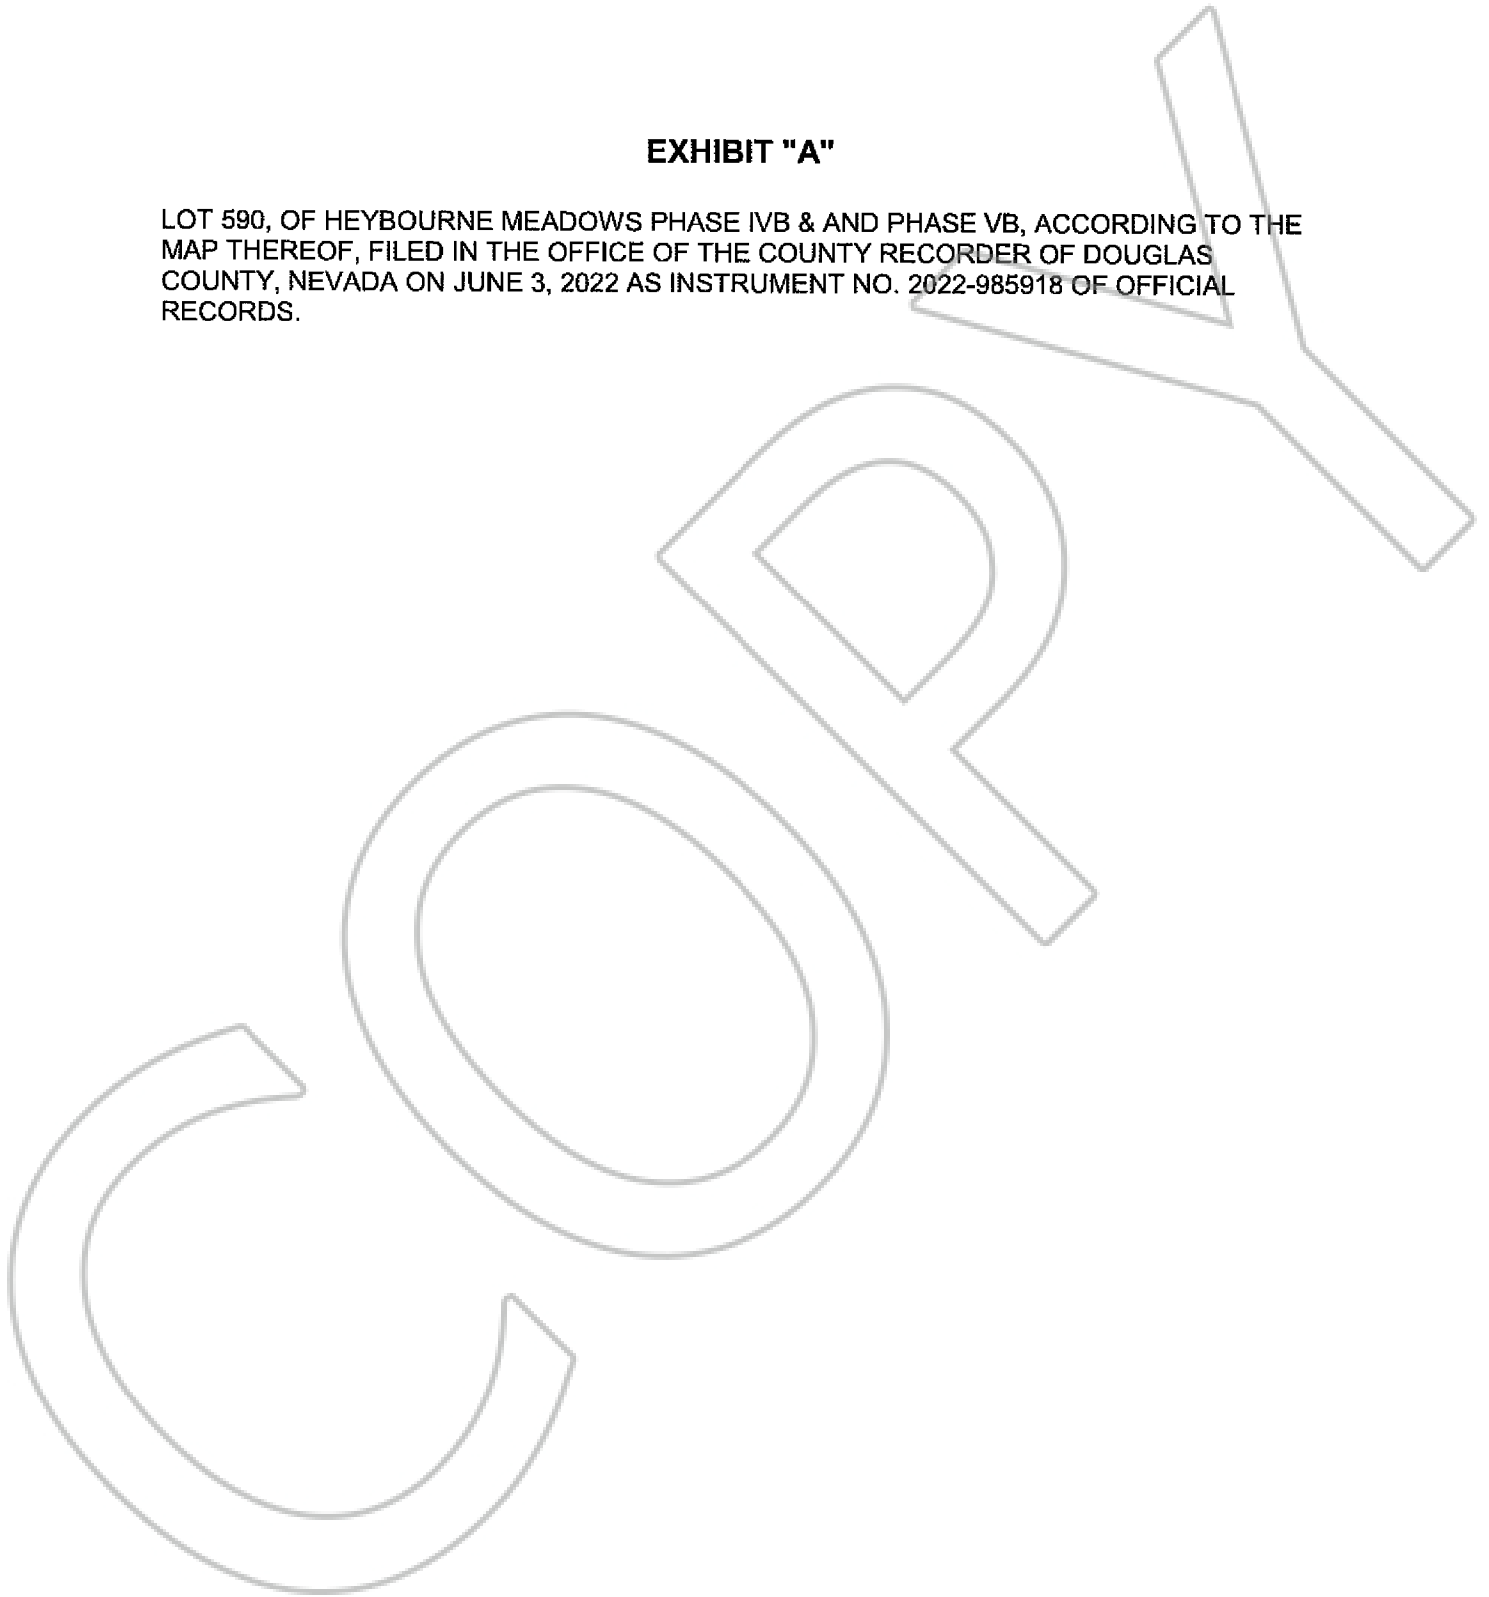 EXHIBIT "A"
LOT 590, OF HEYBOURNE MEADOWS PHASE IVB & AND PHASE VB, ACCORDING TO THE
MAP THEREOF, FILED IN THE OFFICE OF THE COUNTY RECORDER OF DOUGLAS
COUNTY, NEVADA ON JUNE 3, 2022 AS INSTRUMENT NO. 2022-985918 OF OFFICIAL
RECORDS.
COPY